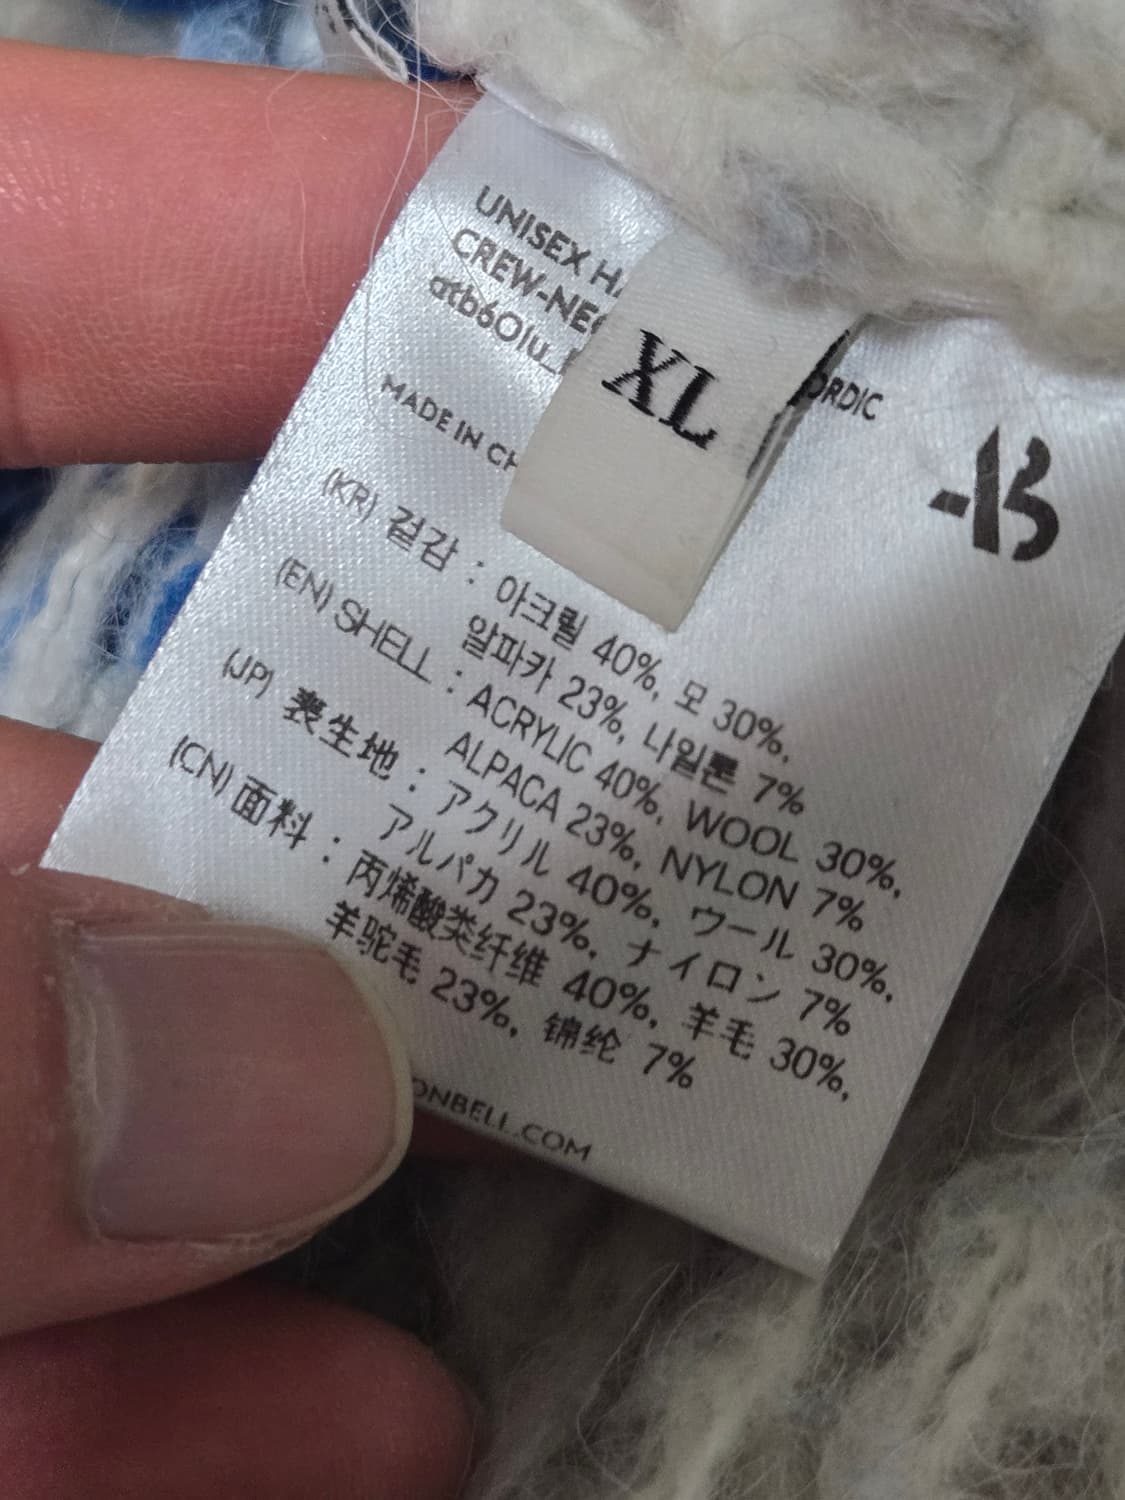 UNISEX HA
CREW-NEC
ORDIC
atb601u_
XL
MADE IN CH
-B
(KR) 겉감 : 아크릴 40%, 모 30%,
알파카 23%, 나일론 7%
(EN) SHELL : ACRYLIC 40%, WOOL 30%,
ALPACA 23%, NYLON 7%
(JP) 表生地 : アクリル 40%, ウール 30%,
アルパカ 23%, ナイロン 7%
(CN) 面料 : 丙烯酸类纤维 40%, 羊毛 30%,
羊驼毛 23%, 锦纶 7%
ONBELL.COM